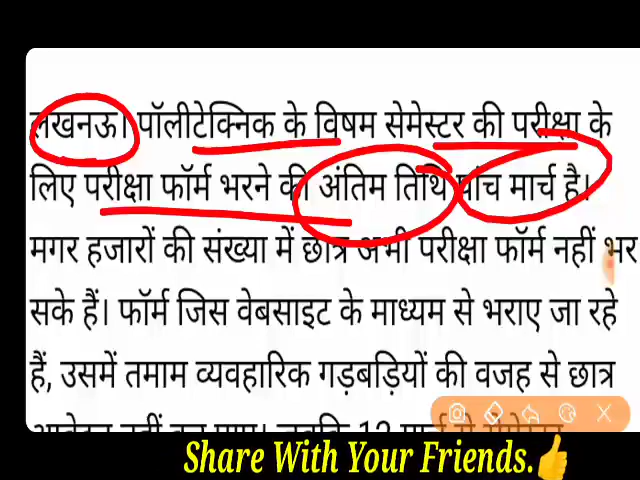 लखनऊ। पॉलीटेक्निक के विषम सेमेस्टर की परीक्षा के
लिए परीक्षा फॉर्म भरने की अंतिम तिथि पांच मार्च है।
मगर हजारों की संख्या में छात्र अभी परीक्षा फॉर्म नहीं भर
सके हैं। फॉर्म जिस वेबसाइट के माध्यम से भराए जा रहे
हैं, उसमें तमाम व्यवहारिक गड़बड़ियों की वजह से छात्र
Share With Your Friends.